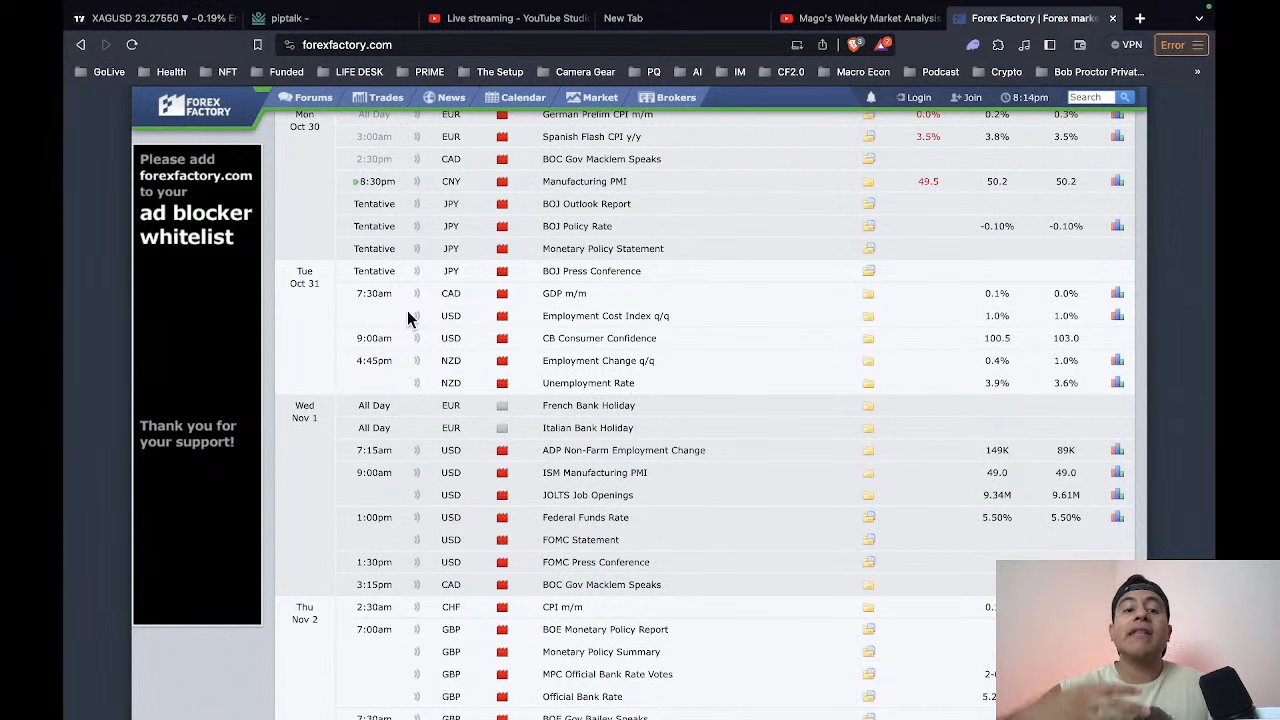 XAGUSD 23.27550 ▼ −0.19% piptalk – Live streaming - YouTube Studi New Tab Mago's Weekly Market Analysis Forex Factory | Forex mark
forexfactory.com VPN Error
GoLive Health NFT Funded LIFE DESK PRIME The Setup Camera Gear PQ AI IM CF2.0 Macro Econ Podcast Crypto Bob Proctor Privat... »
FOREX FACTORY Forums Trades News Calendar Market Brokers Join 8:14pm Search
Mon EUR German Prelim CPI m/m 0.2% 0.3%
Oct 30 3:00am EUR Spanish Flash CPI y/y 3.8% 3.5%
2:30pm CAD BOC Gov Macklem Speaks
8:30pm CNY Manufacturing PMI 49.5 50.2 50.2
Tentative JPY BOJ Outlook Report
Tentative JPY BOJ Policy Rate -0.10% -0.10%
Tentative JPY Monetary Policy Statement
Tue Tentative JPY BOJ Press Conference
Oct 31 7:30am CAD GDP m/m 0.1% 0.0%
USD Employment Cost Index q/q 1.0% 1.0%
9:00am USD CB Consumer Confidence 100.5 103.0
4:45pm NZD Employment Change q/q 0.4% 1.0%
NZD Unemployment Rate 3.9% 3.6%
Wed All Day EUR French Bank Holiday
Nov 1 All Day EUR Italian Bank Holiday
7:15am USD ADP Non-Farm Employment Change 149K 89K
9:00am USD ISM Manufacturing PMI 49.0 49.0
USD JOLTS Job Openings 9.34M 9.61M
1:00pm USD Federal Funds Rate 5.50% 5.50%
USD FOMC Statement
1:30pm USD FOMC Press Conference
3:15pm CAD BOC Gov Macklem Speaks
Thu 2:30am CHF CPI m/m
Nov 2 7:00am GBP BOE Monetary Policy Report
GBP Monetary Policy Summary
GBP MPC Official Bank Rate Votes
GBP Official Bank Rate
Please add
forexfactory.com
to your
ad blocker
whitelist
Thank you for
your support!